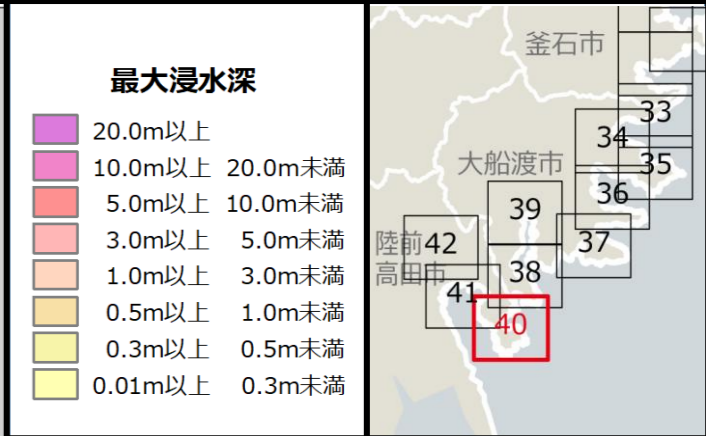 最大浸水深
20.0m以上
10.0m以上 20.0m未満
5.0m以上 10.0m未満
3.0m以上 5.0m未満
1.0m以上 3.0m未満
0.5m以上 1.0m未満
0.3m以上 0.5m未満
0.01m以上 0.3m未満
釜石市
33
34
大船渡市
35
36
39
陸前
高田市
42
37
38
41
40